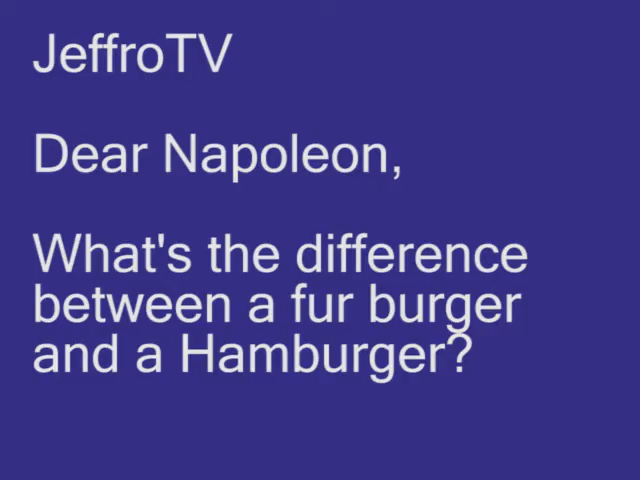 JeffroTV
Dear Napoleon,
What's the difference
between a fur burger
and a Hamburger?